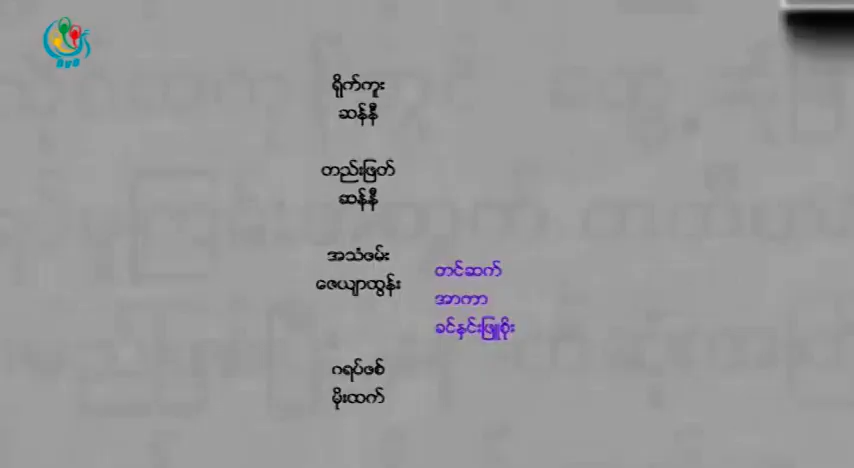 ရိုက်ကူး
ဆန်နီ
တည်းဖြတ်
ဆန်နီ
အသံဖမ်း
ဇေယျာထွန်း
တင်ဆက်
အာကာ
ခင်နှင်းဖြူစိုး
ဂရပ်ဖစ်
မိုးထက်